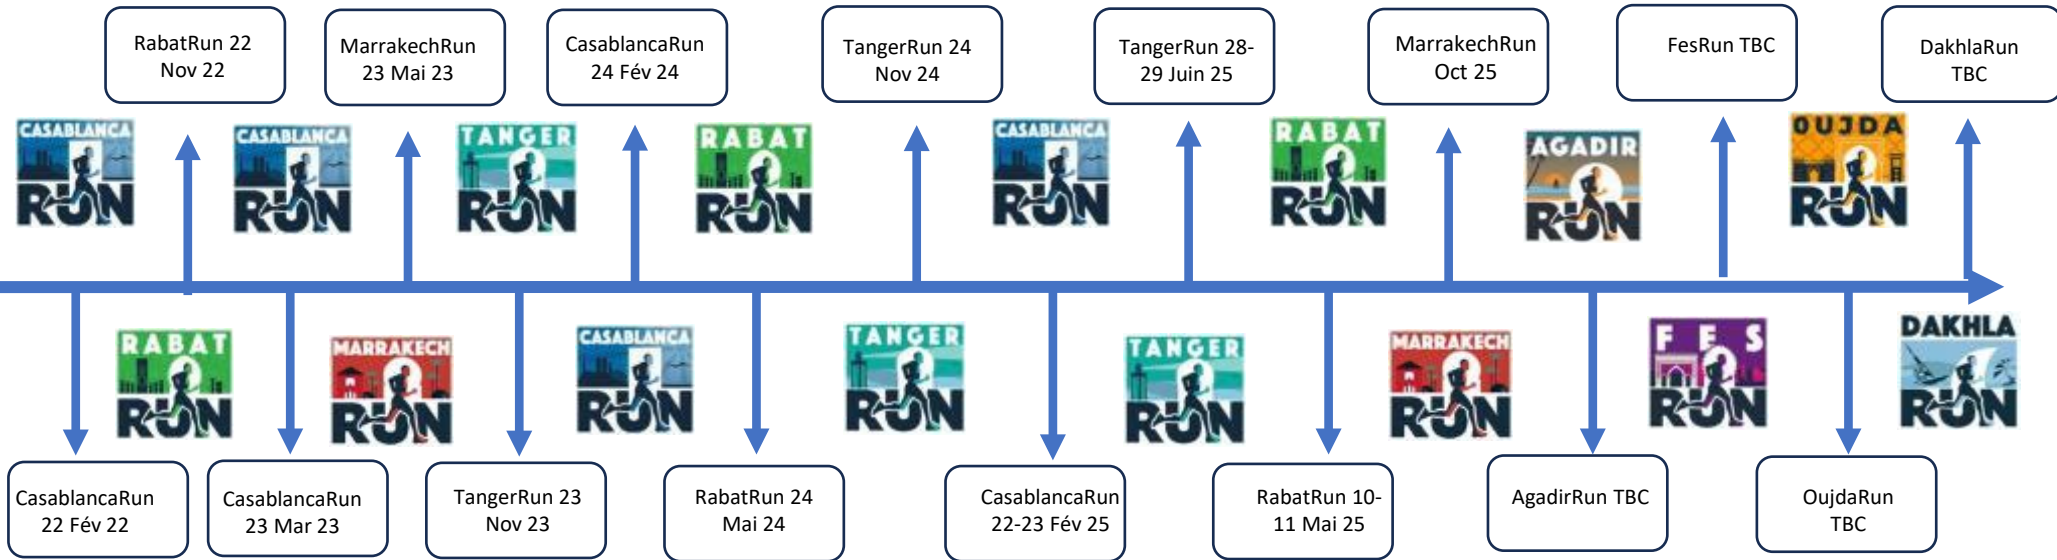 RabatRun 22
Nov 22
MarrakechRun
23 Mai 23
CasablancaRun
24 Fév 24
TangerRun 24
Nov 24
TangerRun 28-
29 Juin 25
MarrakechRun
Oct 25
FesRun TBC
DakhlaRun
TBC
CASABLANCA
RUN
CASABLANCA
RUN
TANGER
RUN
RABAT
RUN
CASABLANCA
RUN
RABAT
RUN
AGADIR
RUN
OUJDA
RUN
RABAT
RUN
MARRAKECH
RUN
CASABLANCA
RUN
TANGER
RUN
TANGER
RUN
MARRAKECH
RUN
FES
RUN
DAKHLA
RUN
CasablancaRun
22 Fév 22
CasablancaRun
23 Mar 23
TangerRun 23
Nov 23
RabatRun 24
Mai 24
CasablancaRun
22-23 Fév 25
RabatRun 10-
11 Mai 25
AgadirRun TBC
OujdaRun
TBC